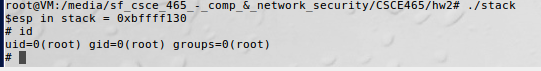 root@VM:/media/sf_csce_465_-_comp_&_network_security/CSCE465/hw2# ./stack
$esp in stack = 0xbffff130
# id
uid=0(root) gid=0(root) groups=0(root)
#